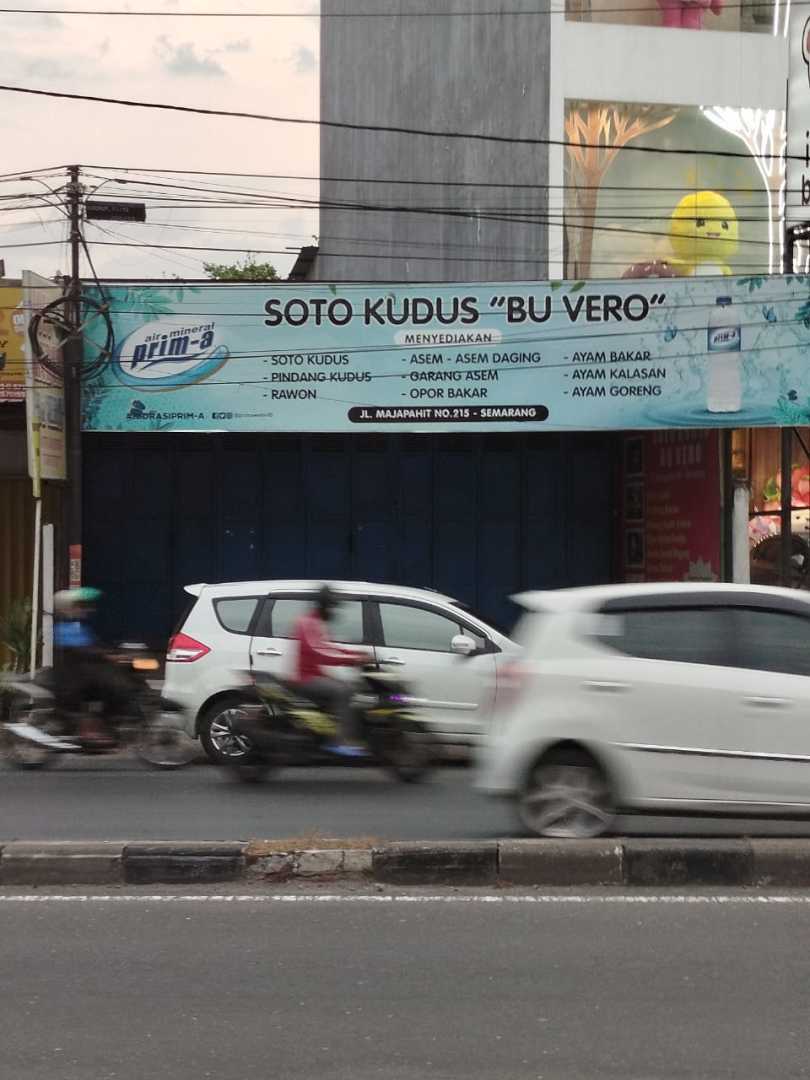 SOTO KUDUS "BU VERO"
air mineral
prim-a
MENYEDIAKAN
- SOTO KUDUS
- PINDANG KUDUS
- RAWON
- ASEM - ASEM DAGING
- GARANG ASEM
- OPOR BAKAR
- AYAM BAKAR
- AYAM KALASAN
- AYAM GORENG
prim-a
JL. MAJAPAHIT NO.215 - SEMARANG